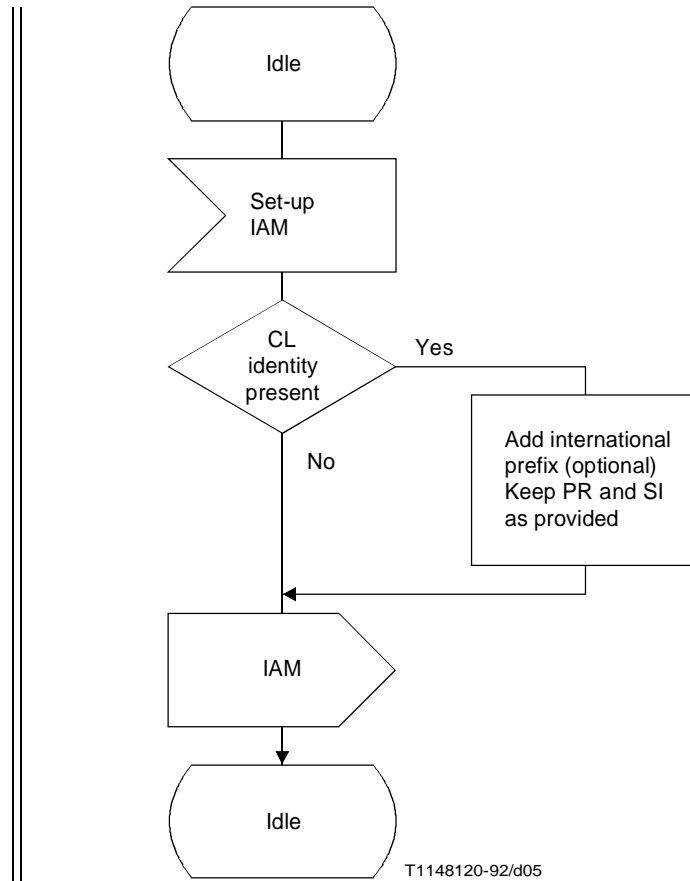 Idle
Set-up
IAM
CL
identity
present
Yes
No
Add international
prefix (optional)
Keep PR and SI
as provided
IAM
Idle
T1148120-92/d05